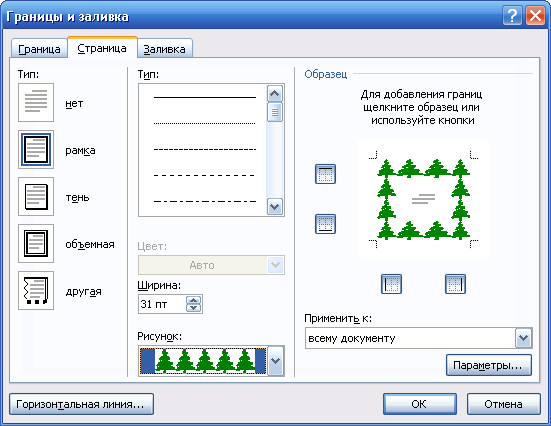 Границы и заливка
Граница
Страница
Заливка
Тип:
нет
рамка
тень
объемная
другая
Тип:
Цвет:
Авто
Ширина:
31 пт
Рисунок:
Образец
Для добавления границ
щелкните образец или
используйте кнопки
Применить к:
всему документу
Параметры...
Горизонтальная линия...
ОК
Отмена